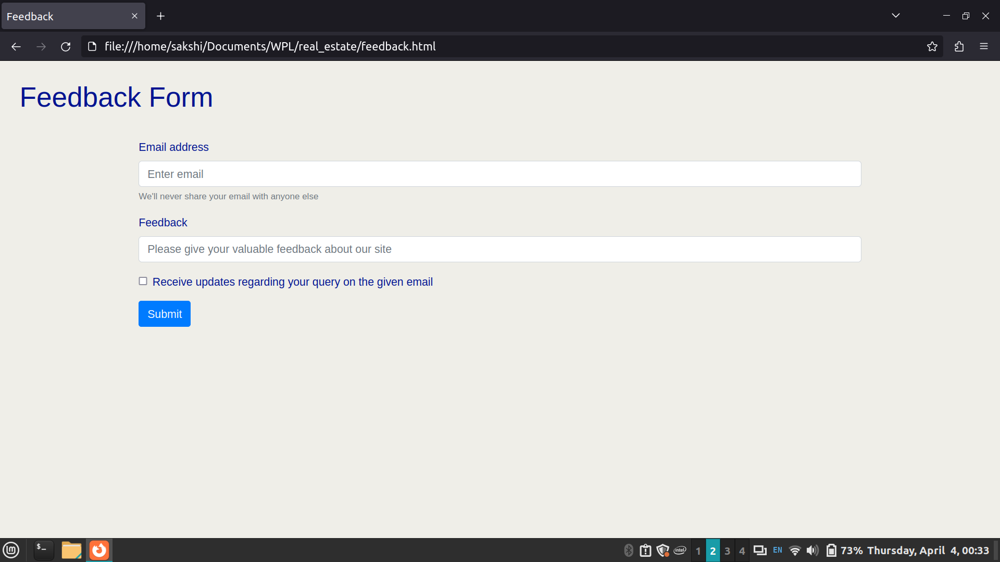 Feedback
file:///home/sakshi/Documents/WPL/real_estate/feedback.html
Feedback Form
Email address
Enter email
We'll never share your email with anyone else
Feedback
Please give your valuable feedback about our site
Receive updates regarding your query on the given email
Submit
$_
intel
1 2 3 4
EN
73% Thursday, April 4, 00:33